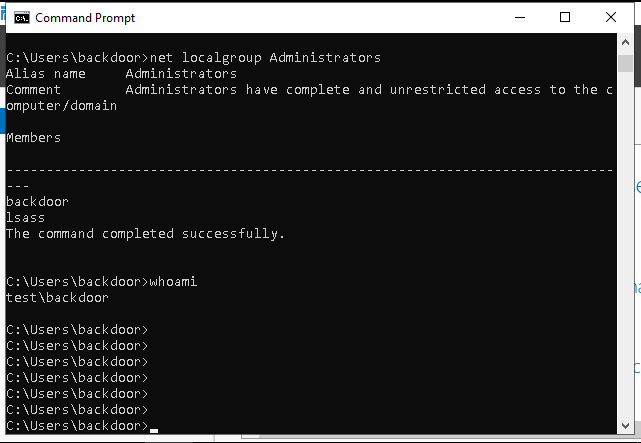 Command Prompt
C:\Users\backdoor>net localgroup Administrators
Alias name     Administrators
Comment        Administrators have complete and unrestricted access to the c
omputer/domain
Members
----------------------------------------------------------------------------
---
backdoor
lsass
The command completed successfully.
C:\Users\backdoor>whoami
test\backdoor
C:\Users\backdoor>
C:\Users\backdoor>
C:\Users\backdoor>
C:\Users\backdoor>
C:\Users\backdoor>
C:\Users\backdoor>
C:\Users\backdoor>